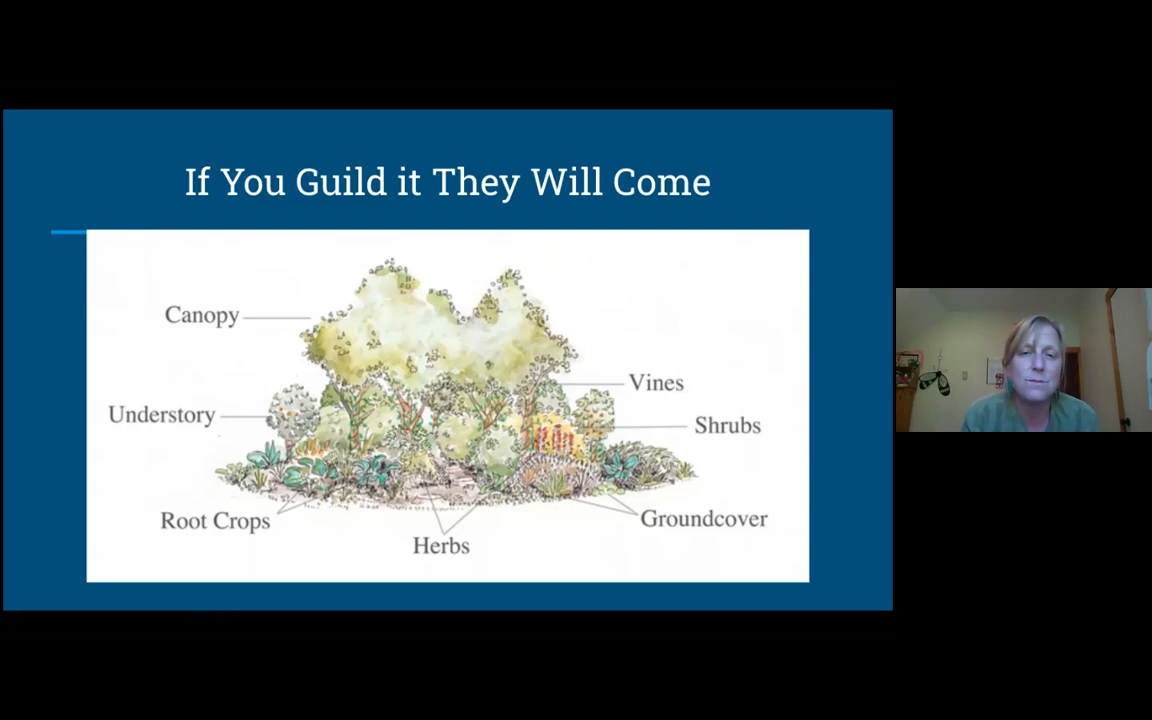 If You Guild it They Will Come
Canopy
Vines
Understory
Shrubs
Root Crops
Groundcover
Herbs